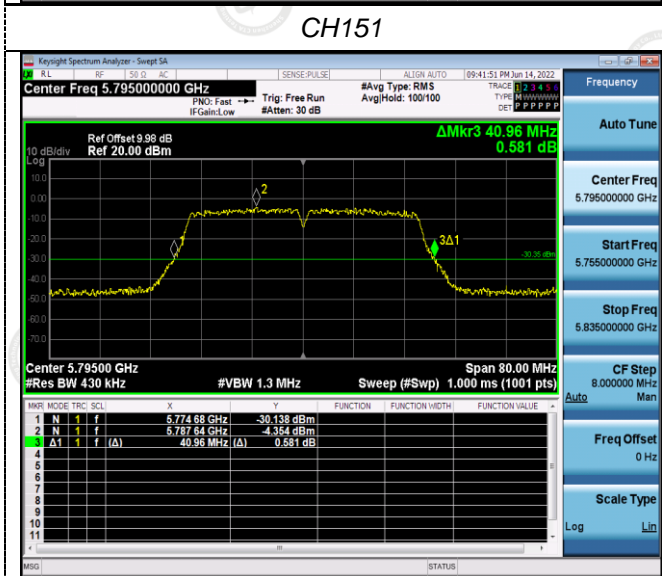 CH151
Keysight Spectrum Analyzer - Swept SA
RL RF 50 Ω AC SENSE:PULSE ALIGN AUTO 09:41:51 PM Jun 14, 2022
Center Freq 5.795000000 GHz
PNO: Fast
IFGain:Low
Trig: Free Run
#Atten: 30 dB
#Avg Type: RMS
Avg|Hold: 100/100
TRACE 1 2 3 4 5 6
TYPE M WWWWW
DET P P P P P P
Frequency
Auto Tune
Center Freq
5.795000000 GHz
Start Freq
5.755000000 GHz
Stop Freq
5.835000000 GHz
CF Step
8.000000 MHz
Auto Man
Freq Offset
0 Hz
Scale Type
Log Lin
ΔMkr3 40.96 MHz
0.581 dB
Ref Offset 9.98 dB
10 dB/div Ref 20.00 dBm
Log
10.0
0.00
-10.0
-20.0
-30.0
-40.0
-50.0
-60.0
-70.0
1
2
3Δ1
-30.35 dBm
Center 5.79500 GHz Span 80.00 MHz
#Res BW 430 kHz #VBW 1.3 MHz Sweep (#Swp) 1.000 ms (1001 pts)
MKR MODE TRC SCL X Y FUNCTION FUNCTION WIDTH FUNCTION VALUE
1 N 1 f 5.774 68 GHz -30.138 dBm
2 N 1 f 5.787 64 GHz -4.354 dBm
3 Δ1 1 f (Δ) 40.96 MHz (Δ) 0.581 dB
4
5
6
7
8
9
10
11
MSG STATUS